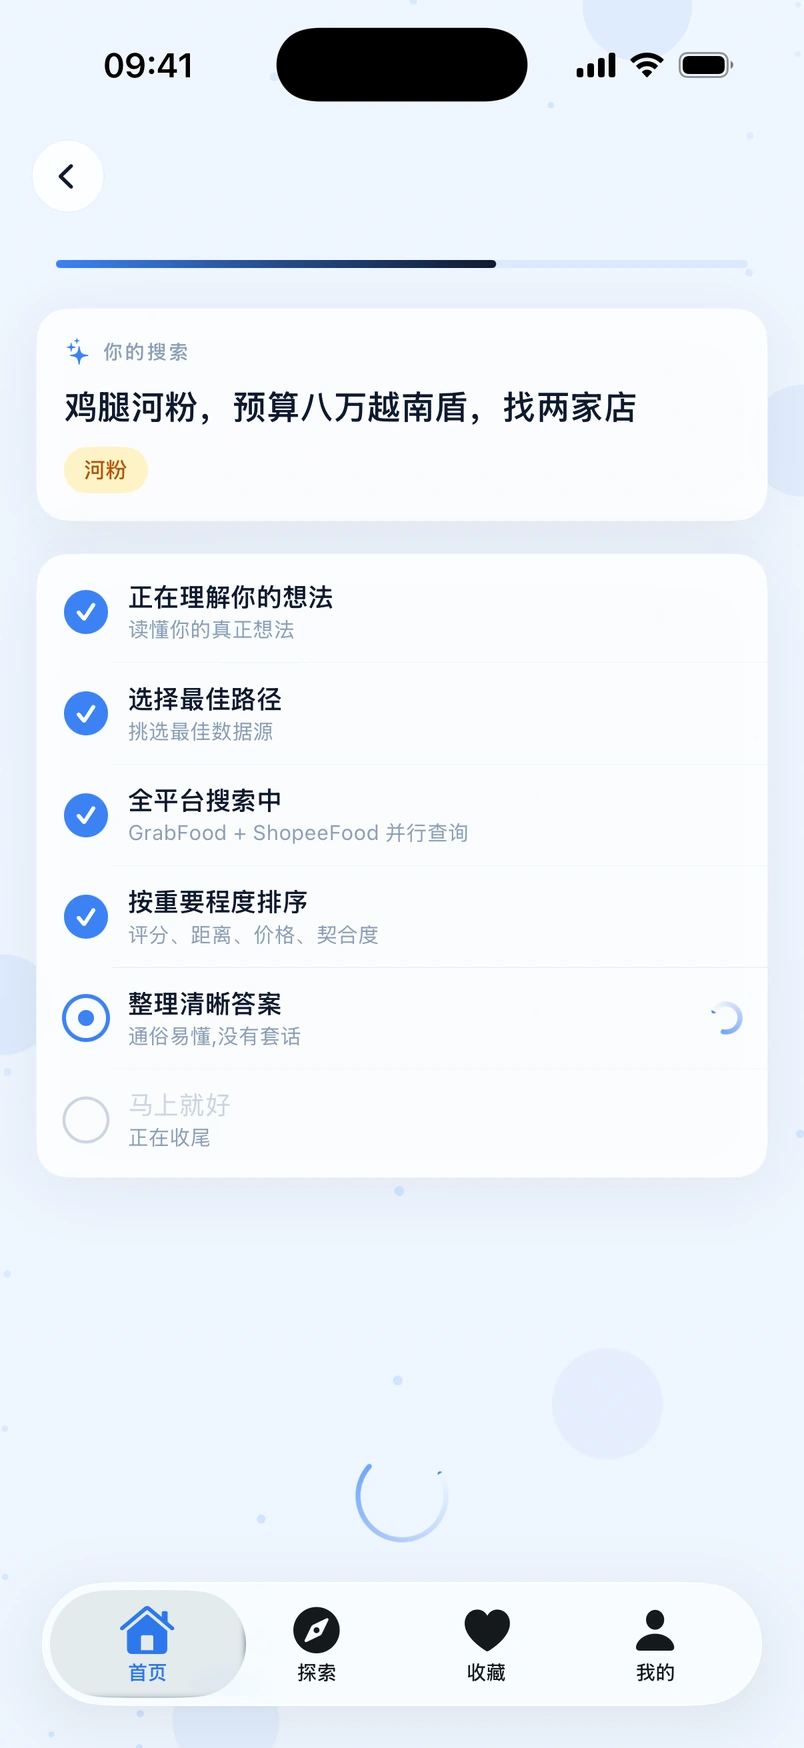 09:41
你的搜索
鸡腿河粉，预算八万越南盾，找两家店
河粉
正在理解你的想法
读懂你的真正想法
选择最佳路径
挑选最佳数据源
全平台搜索中
GrabFood + ShopeeFood 并行查询
按重要程度排序
评分、距离、价格、契合度
整理清晰答案
通俗易懂,没有套话
马上就好
正在收尾
首页
探索
收藏
我的